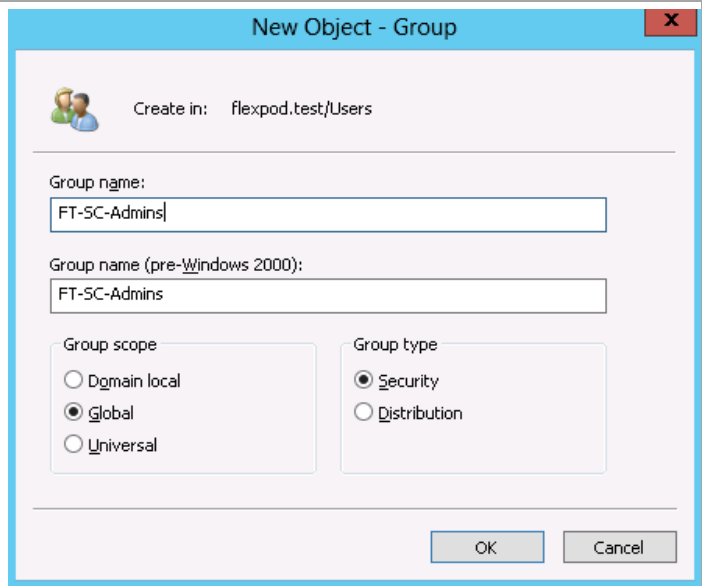 New Object - Group
x
Create in: flexpod.test/Users
Group name:
FT-SC-Admins
Group name (pre-Windows 2000):
FT-SC-Admins
Group scope
Domain local
Global
Universal
Group type
Security
Distribution
OK
Cancel